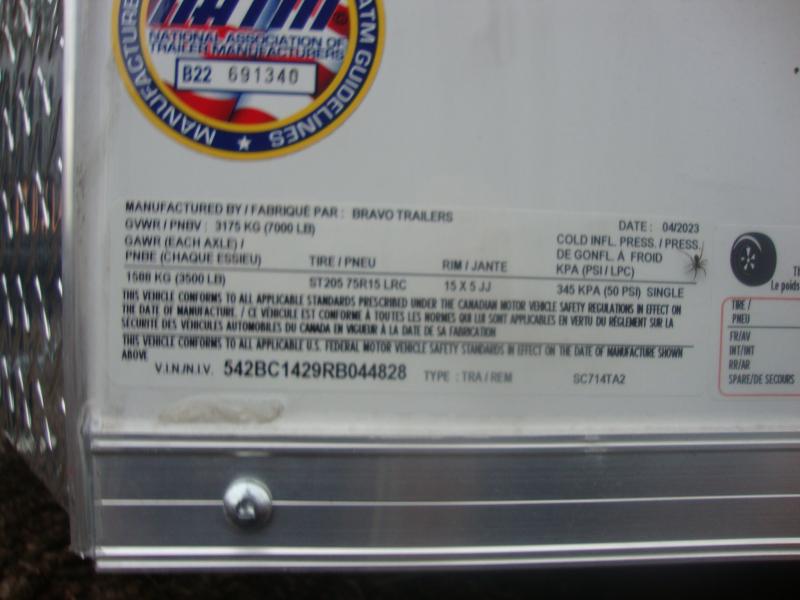 NATM
NATIONAL ASSOCIATION OF
TRAILER MANUFACTURERS
B22 691340
MANUFACTURE
ATM GUIDELINES
MANUFACTURED BY / FABRIQUÉ PAR : BRAVO TRAILERS
DATE : 04/2023
GVWR / PNBV : 3175 KG (7000 LB)
GAWR (EACH AXLE) /
PNBE (CHAQUE ESSIEU)
TIRE / PNEU
RIM / JANTE
COLD INFL. PRESS. / PRESS.
DE GONFL. À FROID
KPA (PSI / LPC)
1588 KG (3500 LB)
ST205 75R15 LRC
15 X 5 JJ
345 KPA (50 PSI) SINGLE
THIS VEHICLE CONFORMS TO ALL APPLICABLE STANDARDS PRESCRIBED UNDER THE CANADIAN MOTOR VEHICLE SAFETY REGULATIONS IN EFFECT ON
THE DATE OF MANUFACTURE. / CE VÉHICULE EST CONFORME À TOUTES LES NORMES QUI LUI SONT APPLICABLES EN VERTU DU RÈGLEMENT SUR LA
SÉCURITÉ DES VÉHICULES AUTOMOBILES DU CANADA EN VIGUEUR À LA DATE DE SA FABRICATION
THIS VEHICLE CONFORMS TO ALL APPLICABLE U.S. FEDERAL MOTOR VEHICLE SAFETY STANDARDS IN EFFECT ON THE DATE OF MANUFACTURE SHOWN
ABOVE
V.I.N./N.I.V. 542BC1429RB044828 TYPE : TRA / REM SC714TA2
Le poids
TIRE /
PNEU
FR/AV
INT/INT
RR/AR
SPARE/DE SECOURS